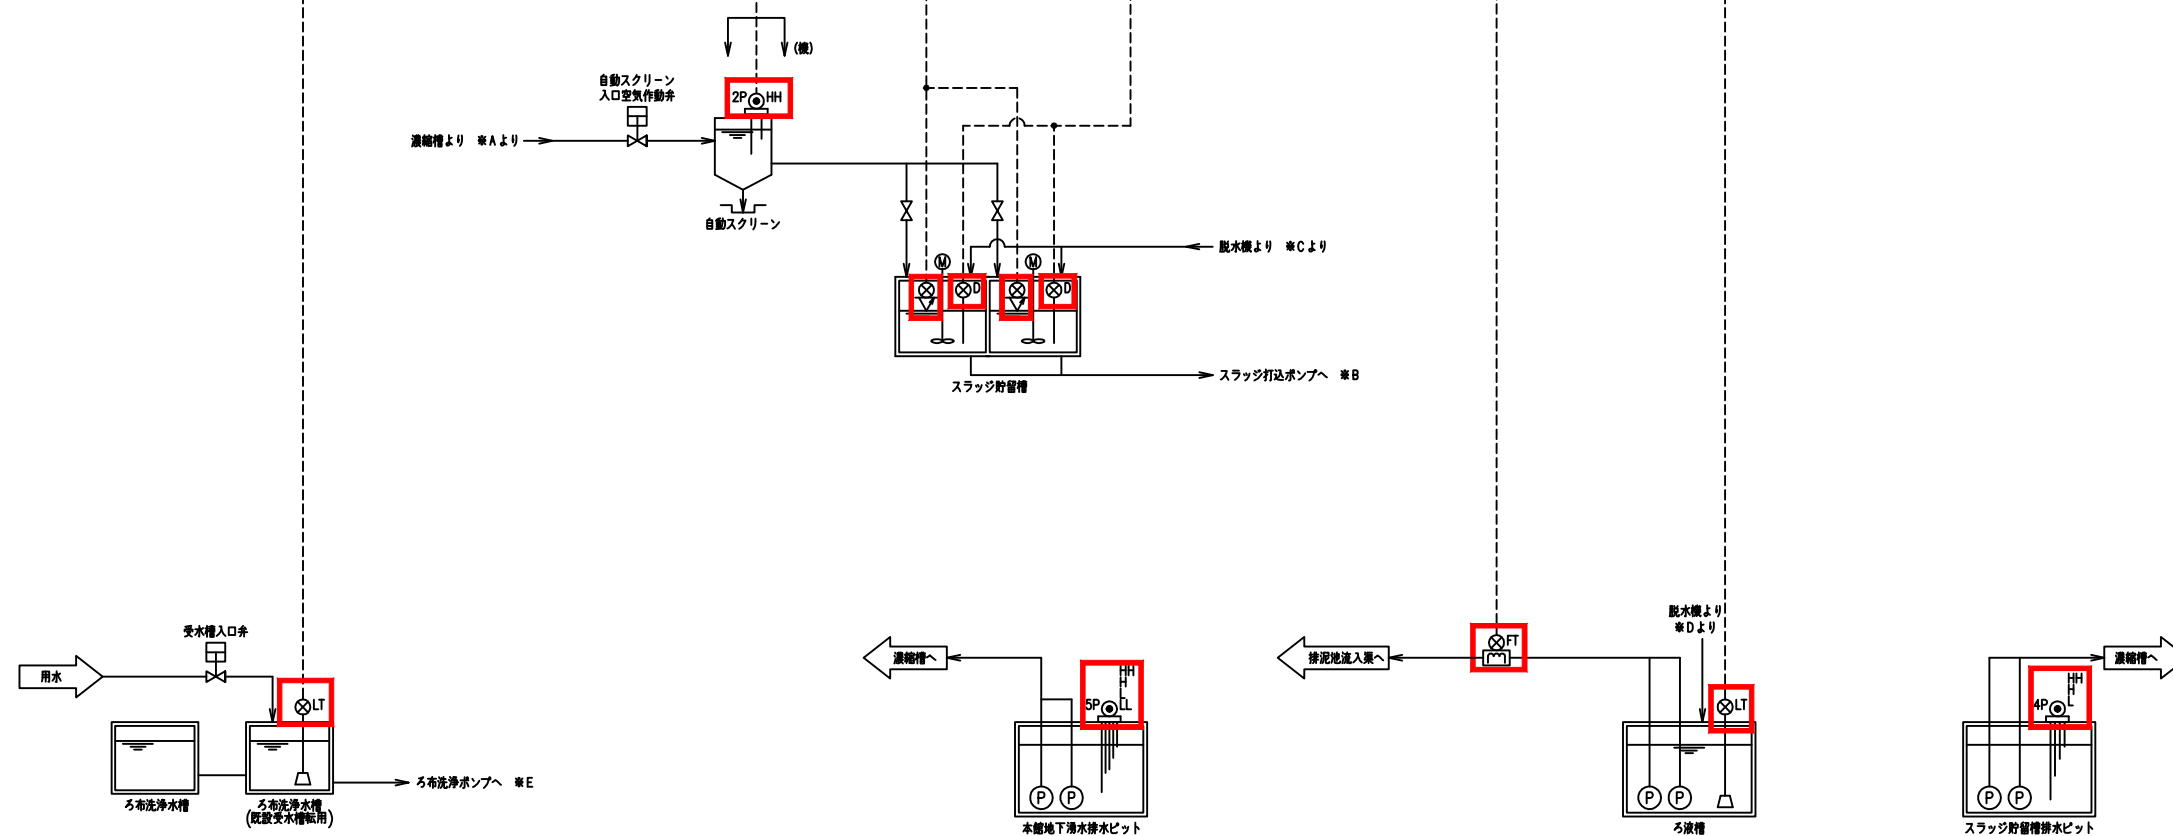 (機)
自動スクリーン
入口空気作動弁
2P HH
濃縮槽より ※Aより
自動スクリーン
脱水機より ※Cより
M
M
D
D
スラッジ打込ポンプへ ※B
スラッジ貯留槽
脱水機より
※Dより
受水槽入口弁
FT
用水
濃縮槽へ
排泥池流入渠へ
濃縮槽へ
HH
H
L
5P LL
HH
H
L
4P
LT
LT
ろ布洗浄ポンプへ ※E
P
P
P
P
P
P
ろ布洗浄水槽
ろ布洗浄水槽
(既設受水槽転用)
本館地下湧水排水ピット
ろ液槽
スラッジ貯留槽排水ピット